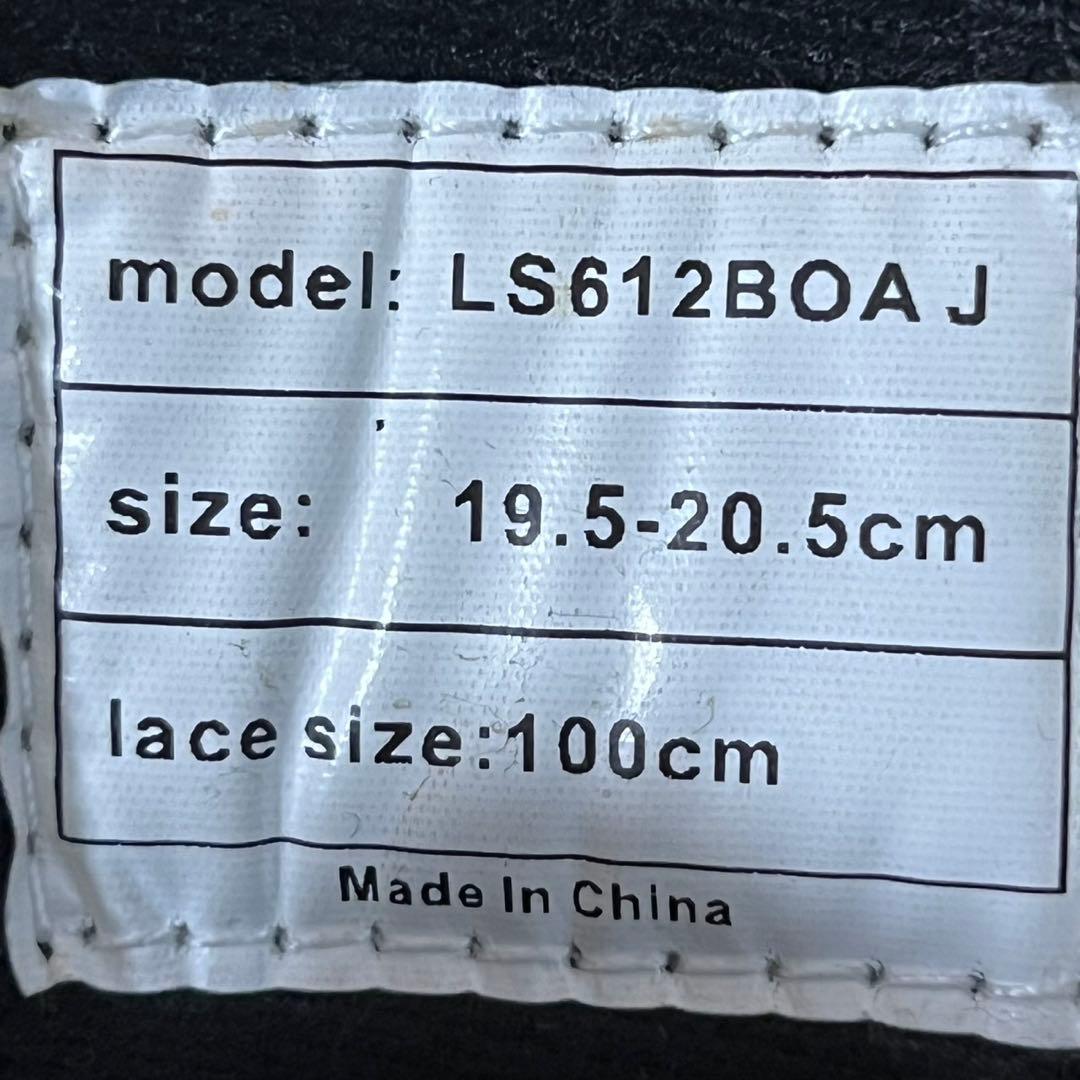 model: LS612BOA J
size: 19.5-20.5cm
lace size:100cm
Made In China